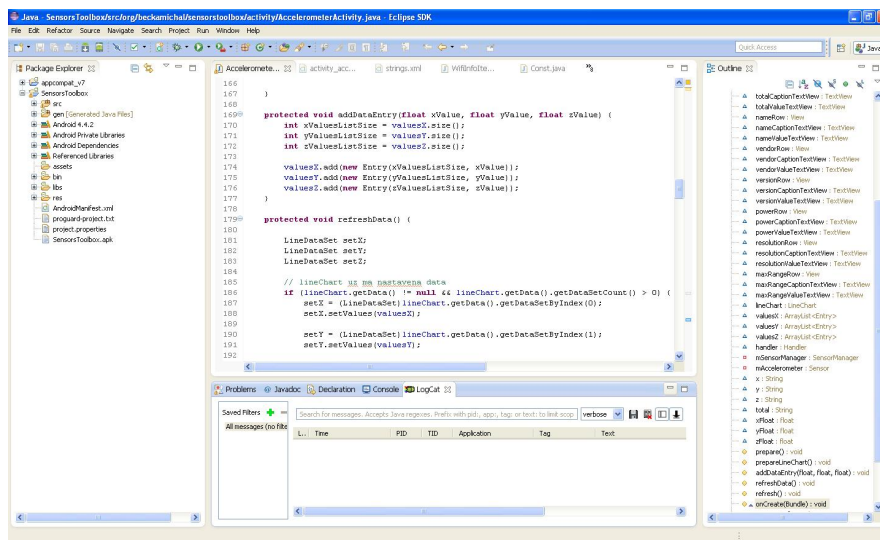 Java - SensorsToolbox/src/org/beckamichal/sensorstoolbox/activity/AccelerometerActivity.java - Eclipse SDK
File Edit Refactor Source Navigate Search Project Run Window Help
Quick Access
Java
Package Explorer
appcompat_v7
SensorsToolbox
src
gen [Generated Java Files]
Android 4.4.2
Android Private Libraries
Android Dependencies
Referenced Libraries
assets
bin
libs
res
AndroidManifest.xml
proguard-project.txt
project.properties
SensorsToolbox.apk
Acceleromete... activity_acc... strings.xml WifiInfoIte... Const.java
166
167 }
168
169 protected void addDataEntry(float xValue, float yValue, float zValue) {
170 int xValuesListSize = valuesX.size();
171 int yValuesListSize = valuesY.size();
172 int zValuesListSize = valuesZ.size();
173
174 valuesX.add(new Entry(xValuesListSize, xValue));
175 valuesY.add(new Entry(yValuesListSize, yValue));
176 valuesZ.add(new Entry(zValuesListSize, zValue));
177 }
178
179 protected void refreshData() {
180
181 LineDataSet setX;
182 LineDataSet setY;
183 LineDataSet setZ;
184
185 // lineChart uz ma nastavena data
186 if (lineChart.getData() != null && lineChart.getData().getDataSetCount() > 0) {
187 setX = (LineDataSet)lineChart.getData().getDataSetByIndex(0);
188 setX.setValues(valuesX);
189
190 setY = (LineDataSet)lineChart.getData().getDataSetByIndex(1);
191 setY.setValues(valuesY);
192
Problems Javadoc Declaration Console LogCat
Saved Filters
All messages (no filte
Search for messages. Accepts Java regexes. Prefix with pid:, app:, tag: or text: to limit scop
verbose
L... Time PID TID Application Tag Text
Outline
totalCaptionTextView : TextView
totalValueTextView : TextView
nameRow : View
nameCaptionTextView : TextView
nameValueTextView : TextView
vendorRow : View
vendorCaptionTextView : TextView
vendorValueTextView : TextView
versionRow : View
versionCaptionTextView : TextView
versionValueTextView : TextView
powerRow : View
powerCaptionTextView : TextView
powerValueTextView : TextView
resolutionRow : View
resolutionCaptionTextView : TextView
resolutionValueTextView : TextView
maxRangeRow : View
maxRangeCaptionTextView : TextView
maxRangeValueTextView : TextView
lineChart : LineChart
valuesX : ArrayList<Entry>
valuesY : ArrayList<Entry>
valuesZ : ArrayList<Entry>
handler : Handler
mSensorManager : SensorManager
mAccelerometer : Sensor
x : String
y : String
z : String
total : String
xFloat : float
yFloat : float
zFloat : float
prepare() : void
prepareLineChart() : void
addDataEntry(float, float, float) : void
refreshData() : void
refresh() : void
onCreate(Bundle) : void